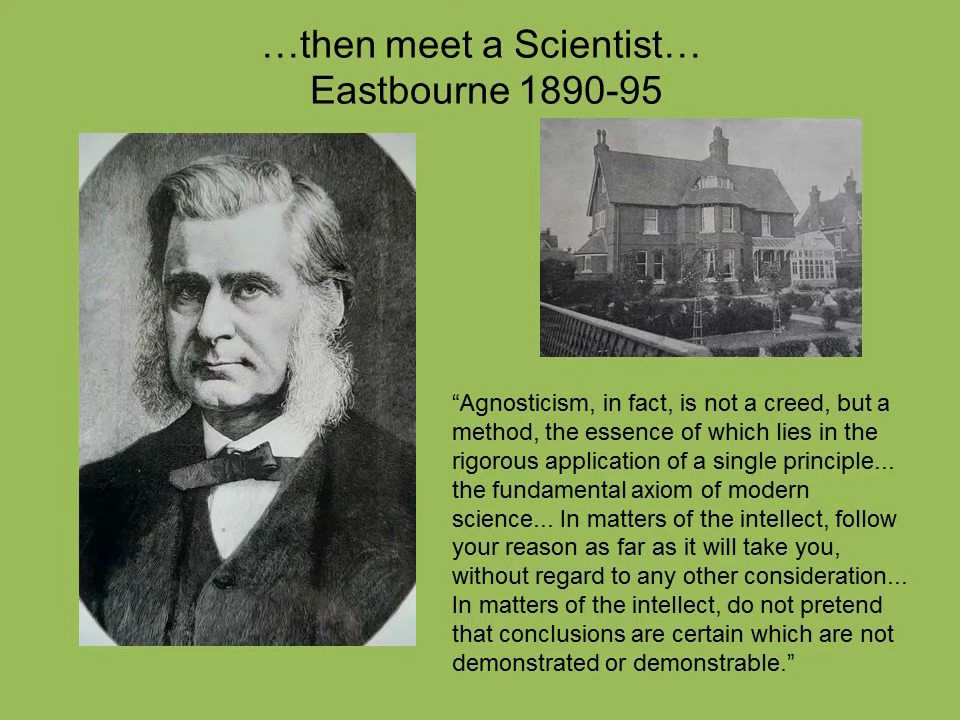 …then meet a Scientist…
Eastbourne 1890-95
“Agnosticism, in fact, is not a creed, but a
method, the essence of which lies in the
rigorous application of a single principle...
the fundamental axiom of modern
science... In matters of the intellect, follow
your reason as far as it will take you,
without regard to any other consideration...
In matters of the intellect, do not pretend
that conclusions are certain which are not
demonstrated or demonstrable.”